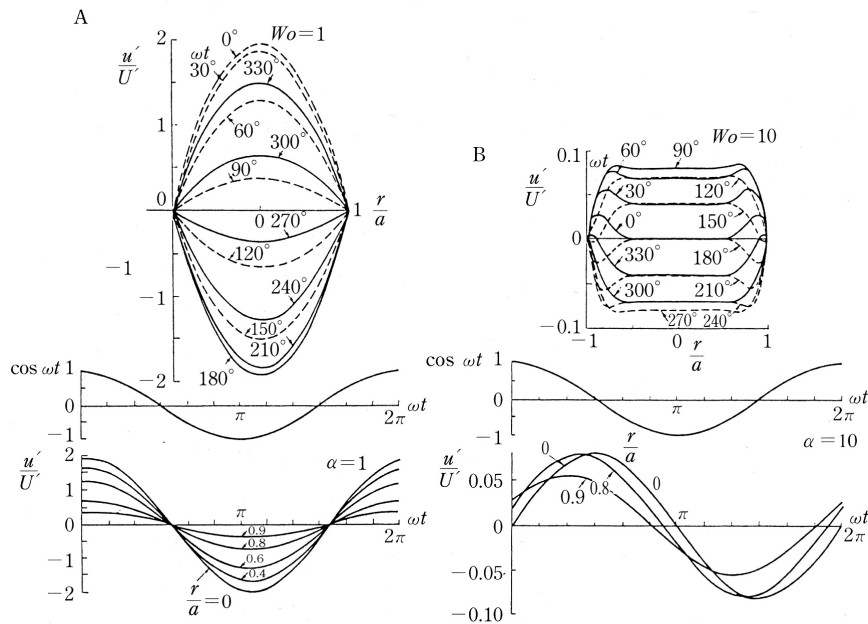 A
u′/U′
ωt
0°
Wo=1
30°
330°
60°
300°
90°
270°
120°
240°
150°
210°
180°
2
1
0
−1
−1
−2
0
1
r/a
B
u′/U′
ωt
60°
90°
Wo=10
30°
120°
0°
150°
330°
180°
300°
210°
270° 240°
0.1
0
−0.1
−1
0
1
r/a
cos ωt
1
0
−1
π
ωt
2π
u′/U′
2
1
0
−1
−2
α=1
π
ωt
2π
0.9
0.8
0.6
0.4
r/a=0
cos ωt
1
0
−1
π
ωt
2π
u′/U′
0.05
0
−0.05
−0.10
r/a
0
0.9
0.8
0
α=10
π
ωt
2π